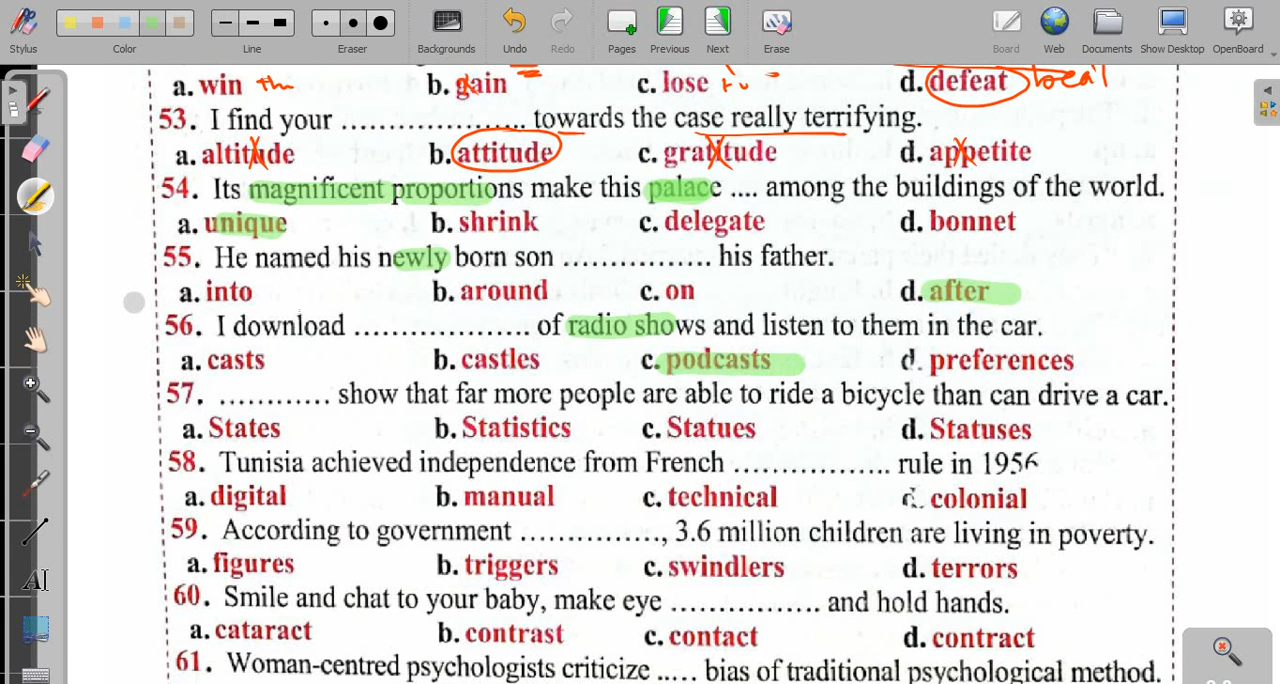 Stylus Color Line Eraser Backgrounds Undo Redo Pages Previous Next Erase Board Web Documents Show Desktop OpenBoard
a. win b. gain c. lose d. defeat
53. I find your ...................... towards the case really terrifying.
a. altitude b. attitude c. gratitude d. appetite
54. Its magnificent proportions make this palace .... among the buildings of the world.
a. unique b. shrink c. delegate d. bonnet
55. He named his newly born son ................. his father.
a. into b. around c. on d. after
56. I download .................... of radio shows and listen to them in the car.
a. casts b. castles c. podcasts d. preferences
57. ............ show that far more people are able to ride a bicycle than can drive a car.
a. States b. Statistics c. Statues d. Statuses
58. Tunisia achieved independence from French ................. rule in 1956
a. digital b. manual c. technical d. colonial
59. According to government ..............., 3.6 million children are living in poverty.
a. figures b. triggers c. swindlers d. terrors
60. Smile and chat to your baby, make eye ................ and hold hands.
a. cataract b. contrast c. contact d. contract
61. Woman-centred psychologists criticize ..... bias of traditional psychological method.
AI